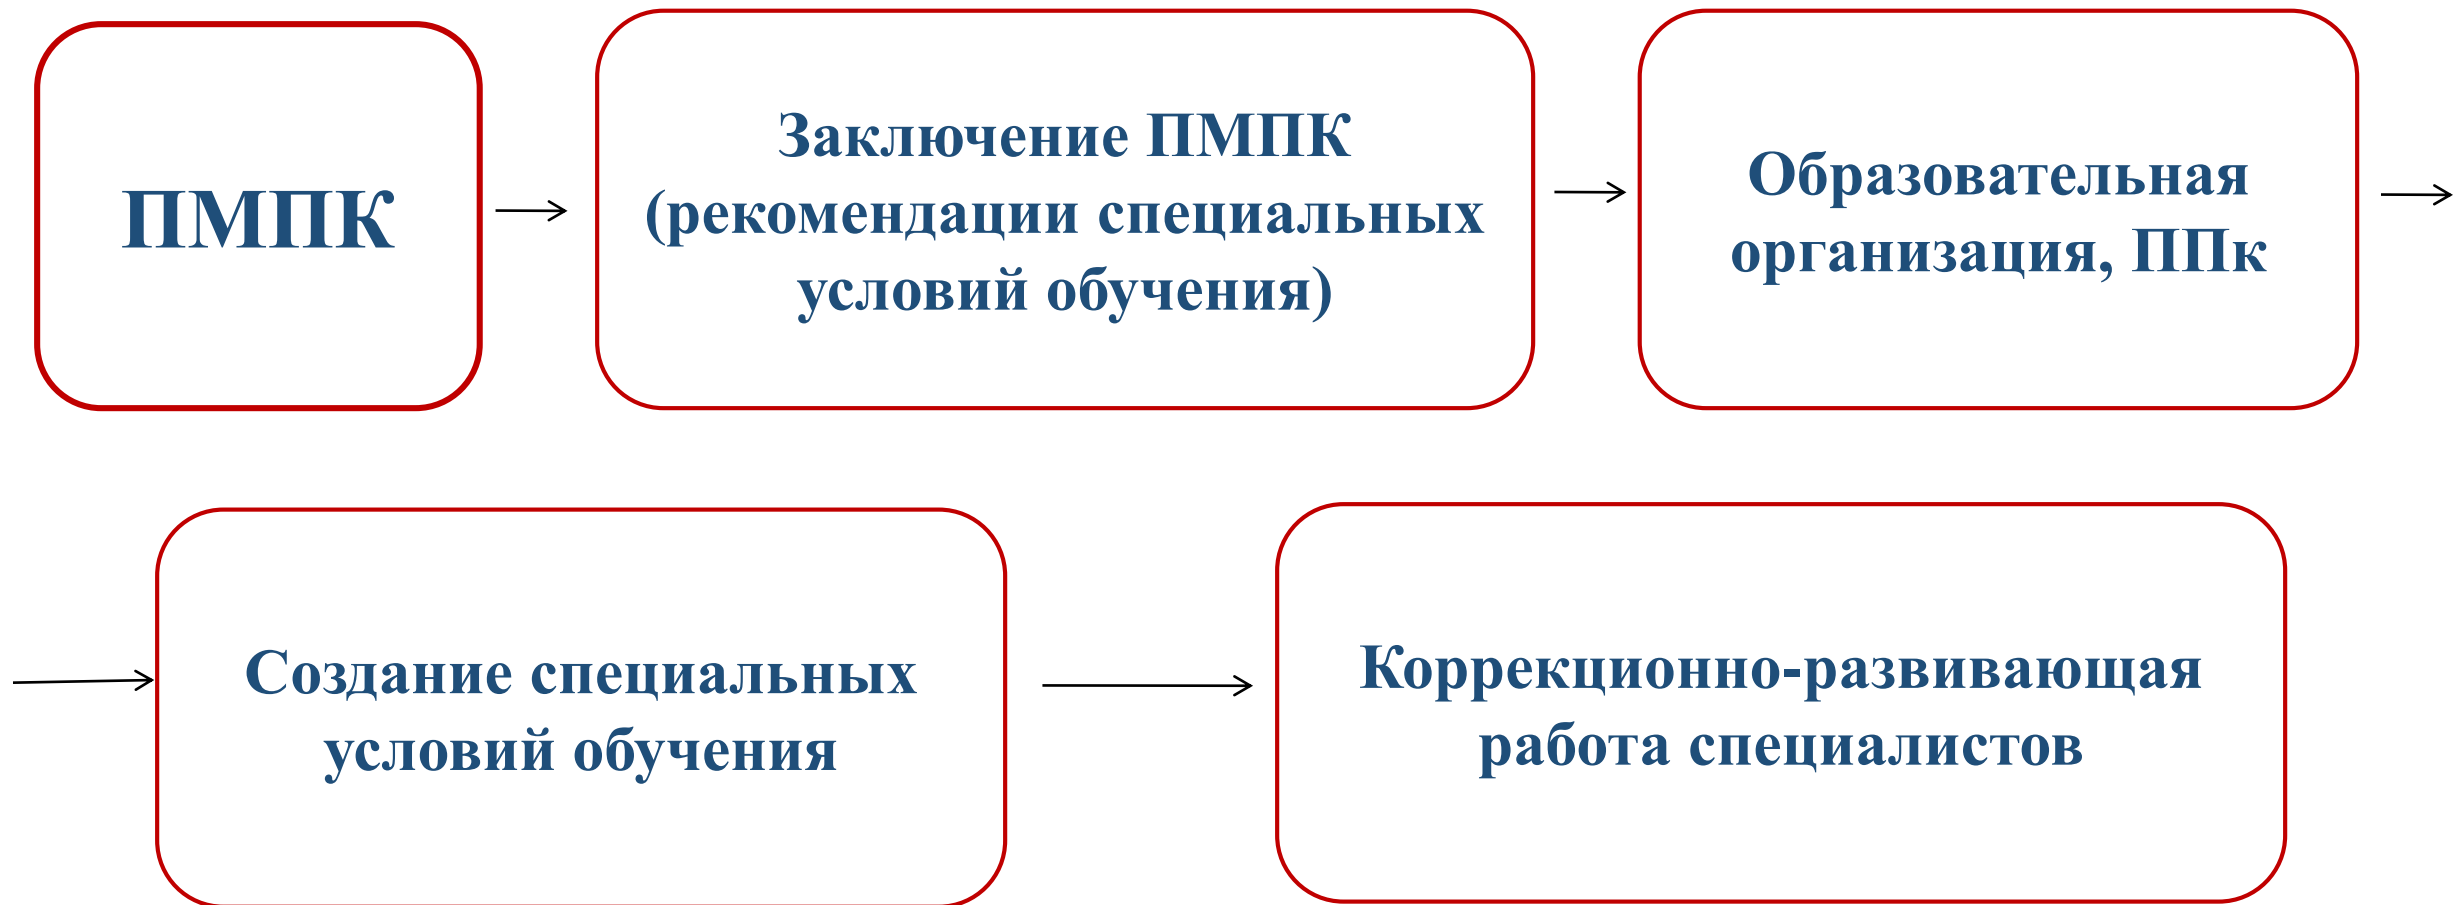 ПМПК
Заключение ПМПК
(рекомендации специальных
условий обучения)
Образовательная
организация, ППк
Создание специальных
условий обучения
Коррекционно-развивающая
работа специалистов